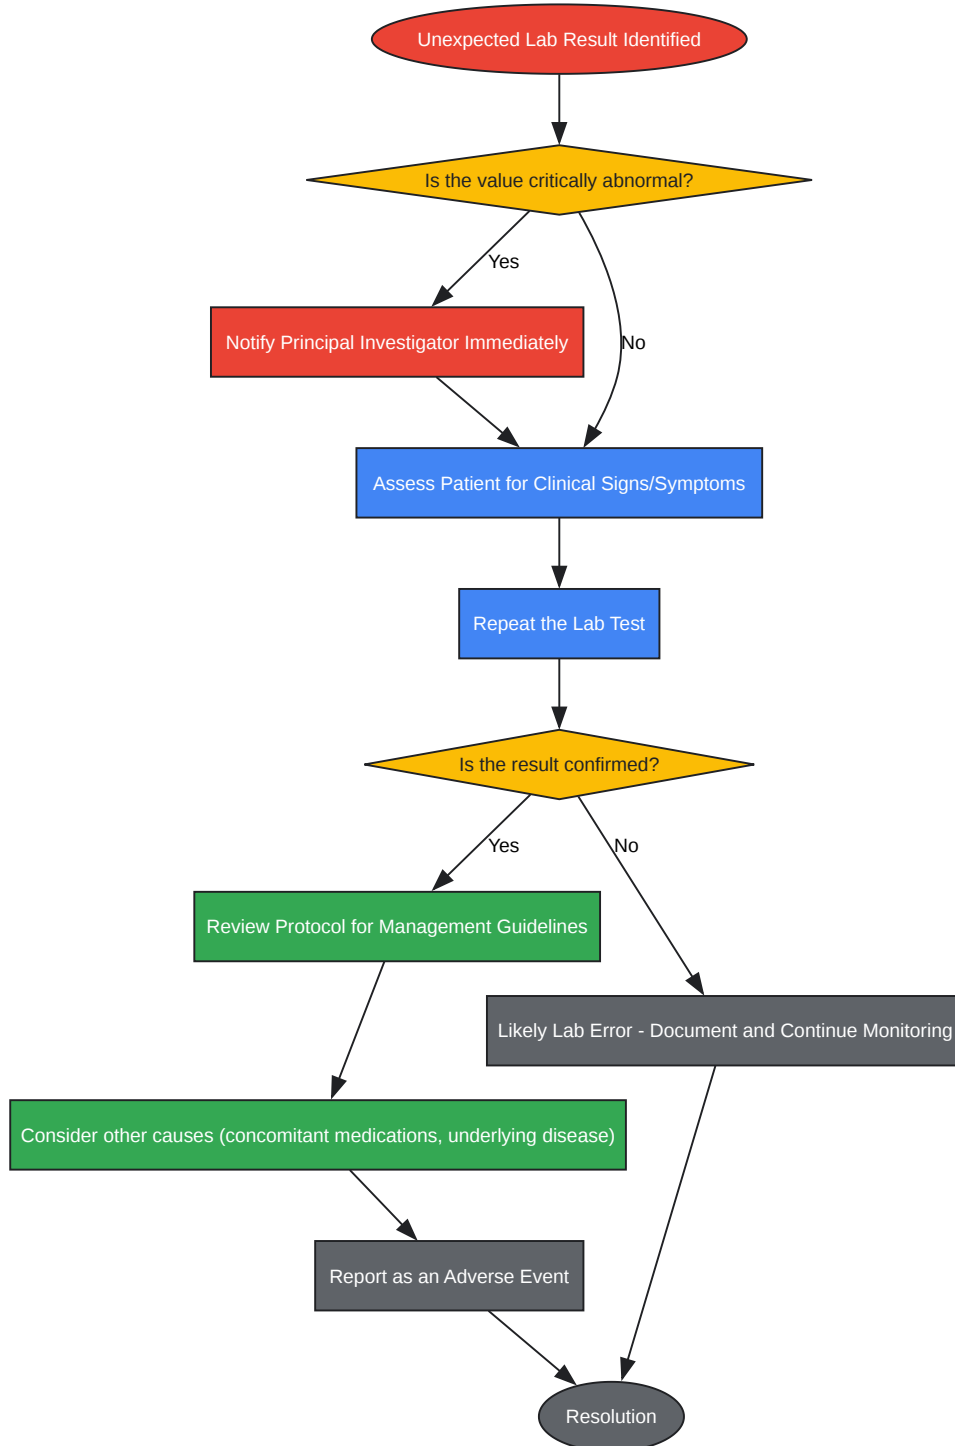 Unexpected Lab Result Identified
Is the value critically abnormal?
Yes
Notify Principal Investigator Immediately
No
Assess Patient for Clinical Signs/Symptoms
Repeat the Lab Test
Is the result confirmed?
Yes
No
Review Protocol for Management Guidelines
Likely Lab Error - Document and Continue Monitoring
Consider other causes (concomitant medications, underlying disease)
Report as an Adverse Event
Resolution